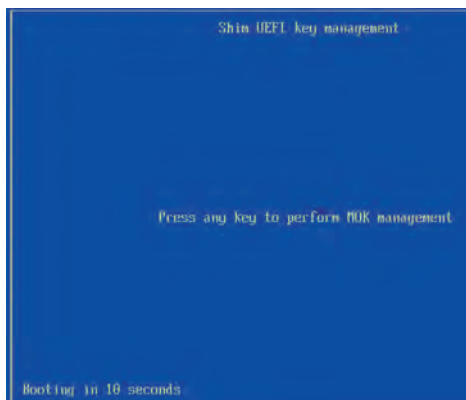 Shim UEFI key management
Press any key to perform MOK management
Booting in 10 seconds